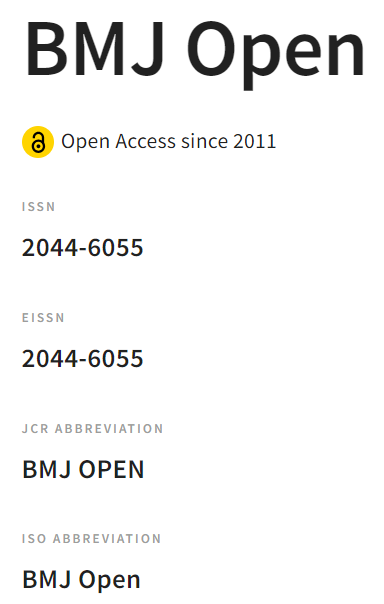 BMJ Open
Open Access since 2011
ISSN
2044-6055
EISSN
2044-6055
JCR ABBREVIATION
BMJ OPEN
ISO ABBREVIATION
BMJ Open